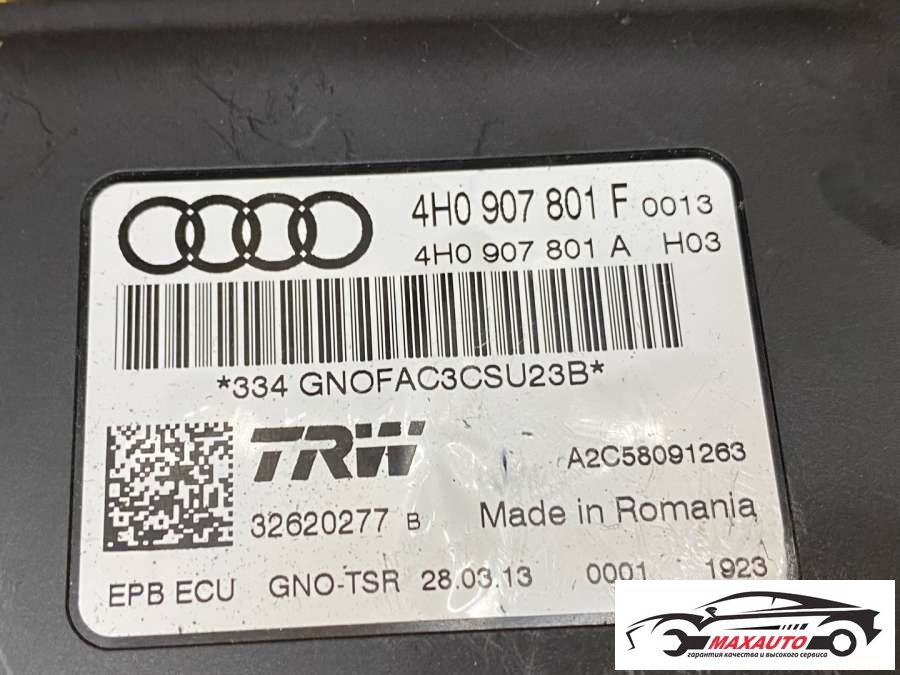 4H0 907 801 F 0013
4H0 907 801 A H03
*334 GNOFAC3CSU23B*
TRW
A2C58091263
32620277 B
Made in Romania
EPB ECU GNO-TSR 28.03.13 0001 1923
MAXAUTO
гарантия качества и высокого сервиса